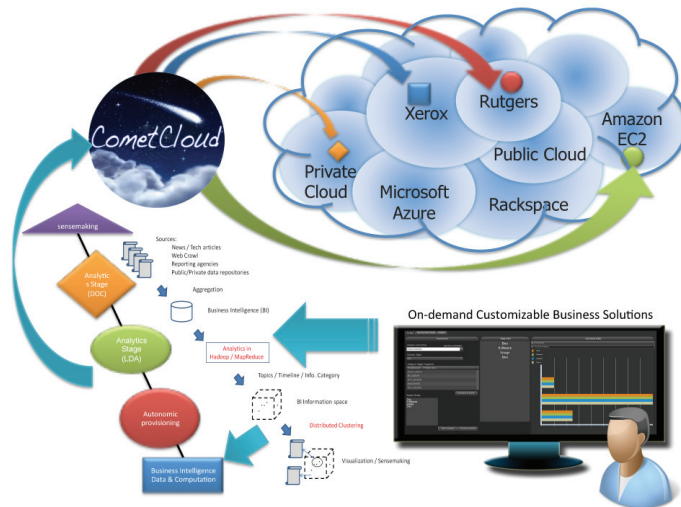 CometCloud
Xerox
Rutgers
Amazon
EC2
Public Cloud
Private
Cloud
Microsoft
Azure
Rackspace
sensemaking
Sources:
News / Tech articles
Web Crawl
Reporting agencies
Public/Private data repositories
Analytic
s Stage
(DOC)
Aggregation
Business Intelligence (BI)
On-demand Customizable Business Solutions
Analytics
Stage
(LDA)
Analytics in
Hadoop / MapReduce
Topics / Timeline / Info. Category
Autonomic
provisioning
BI Information space
Distributed Clustering
Business Intelligence
Data & Computation
Visualization / Sensemaking